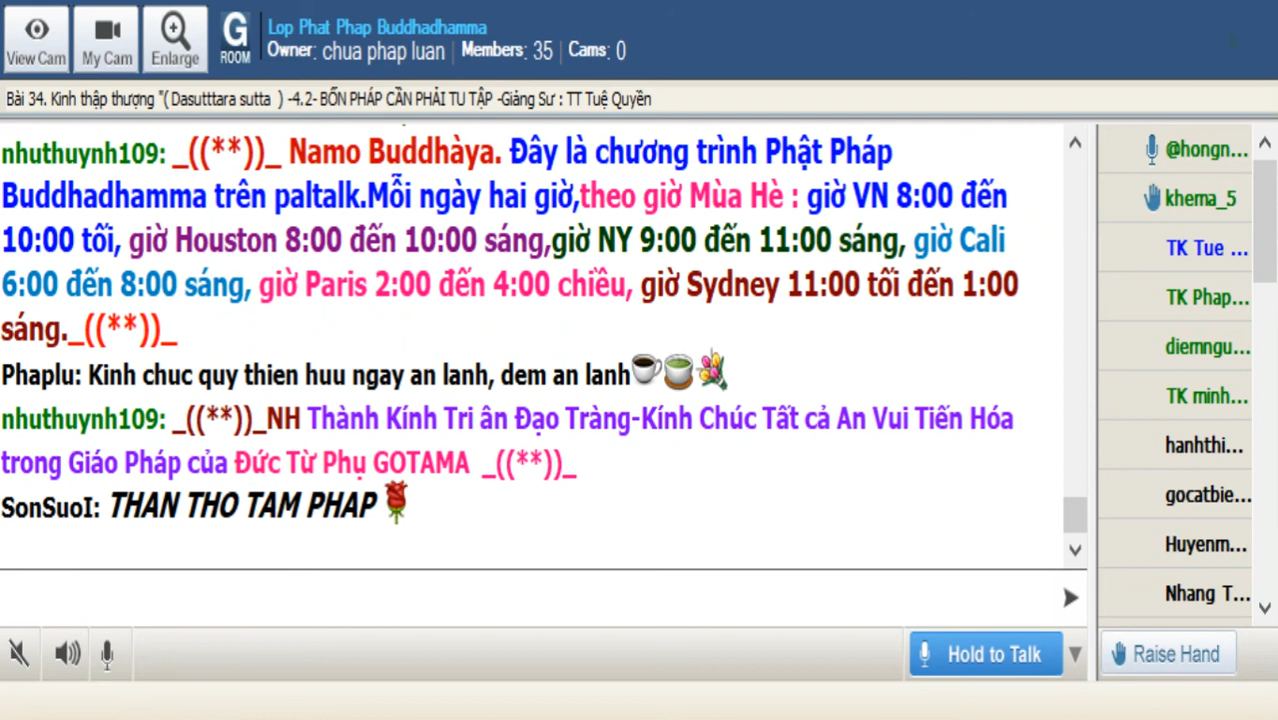 View Cam
My Cam
Enlarge
G
ROOM
Lop Phat Phap Buddhadhamma
Owner: chua phap luan | Members: 35 | Cams: 0
Bài 34. Kinh thập thượng "( Dasutttara sutta ) -4.2- BỐN PHÁP CẦN PHẢI TU TẬP -Giảng Sư : TT Tuệ Quyền
nhuthuynh109: _((**))_ Namo Buddhàya. Đây là chương trình Phật Pháp
Buddhadhamma trên paltalk.Mỗi ngày hai giờ,theo giờ Mùa Hè : giờ VN 8:00 đến
10:00 tối, giờ Houston 8:00 đến 10:00 sáng,giờ NY 9:00 đến 11:00 sáng, giờ Cali
6:00 đến 8:00 sáng, giờ Paris 2:00 đến 4:00 chiều, giờ Sydney 11:00 tối đến 1:00
sáng._((**))_
Phaplu: Kinh chuc quy thien huu ngay an lanh, dem an lanh
nhuthuynh109: _((**))_NH Thành Kính Tri ân Đạo Tràng-Kính Chúc Tất cả An Vui Tiến Hóa
trong Giáo Pháp của Đức Từ Phụ GOTAMA _((**))_
SonSuoI: THAN THO TAM PHAP
@hongn...
khema_5
TK Tue ...
TK Phap...
diemngu...
TK minh...
hanhthi...
gocatbie...
Huyenm...
Nhang T...
Hold to Talk
Raise Hand